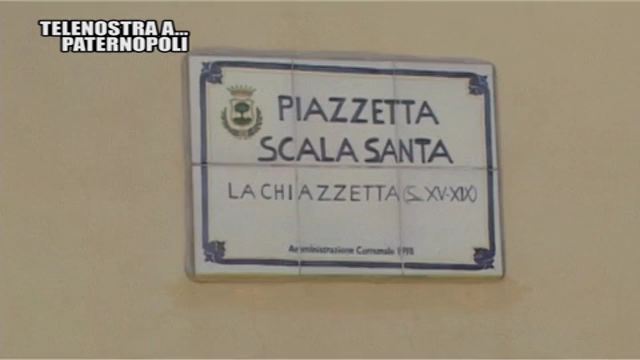 TELENOSTRA A...
PATERNOPOLI
PIAZZETTA
SCALA SANTA
LA CHIAZZETTA (S. XV-XIX)
Amministrazione Comunale 1998